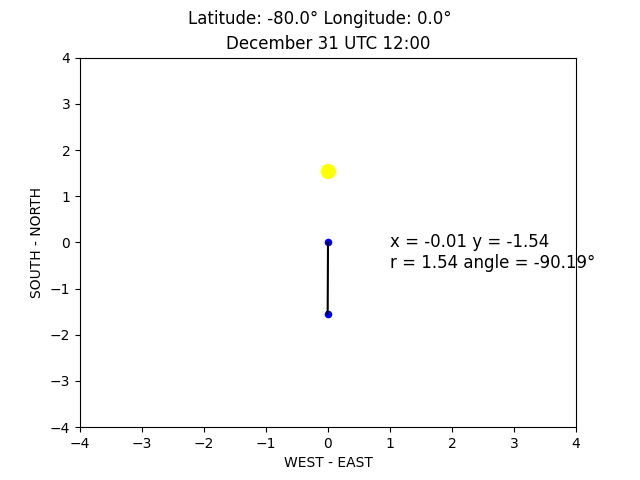 Latitude: -80.0° Longitude: 0.0°
December 31 UTC 12:00
4
3
2
1
0
−1
−2
−3
−4
SOUTH - NORTH
x = -0.01 y = -1.54
r = 1.54 angle = -90.19°
−4 −3 −2 −1 0 1 2 3 4
WEST - EAST